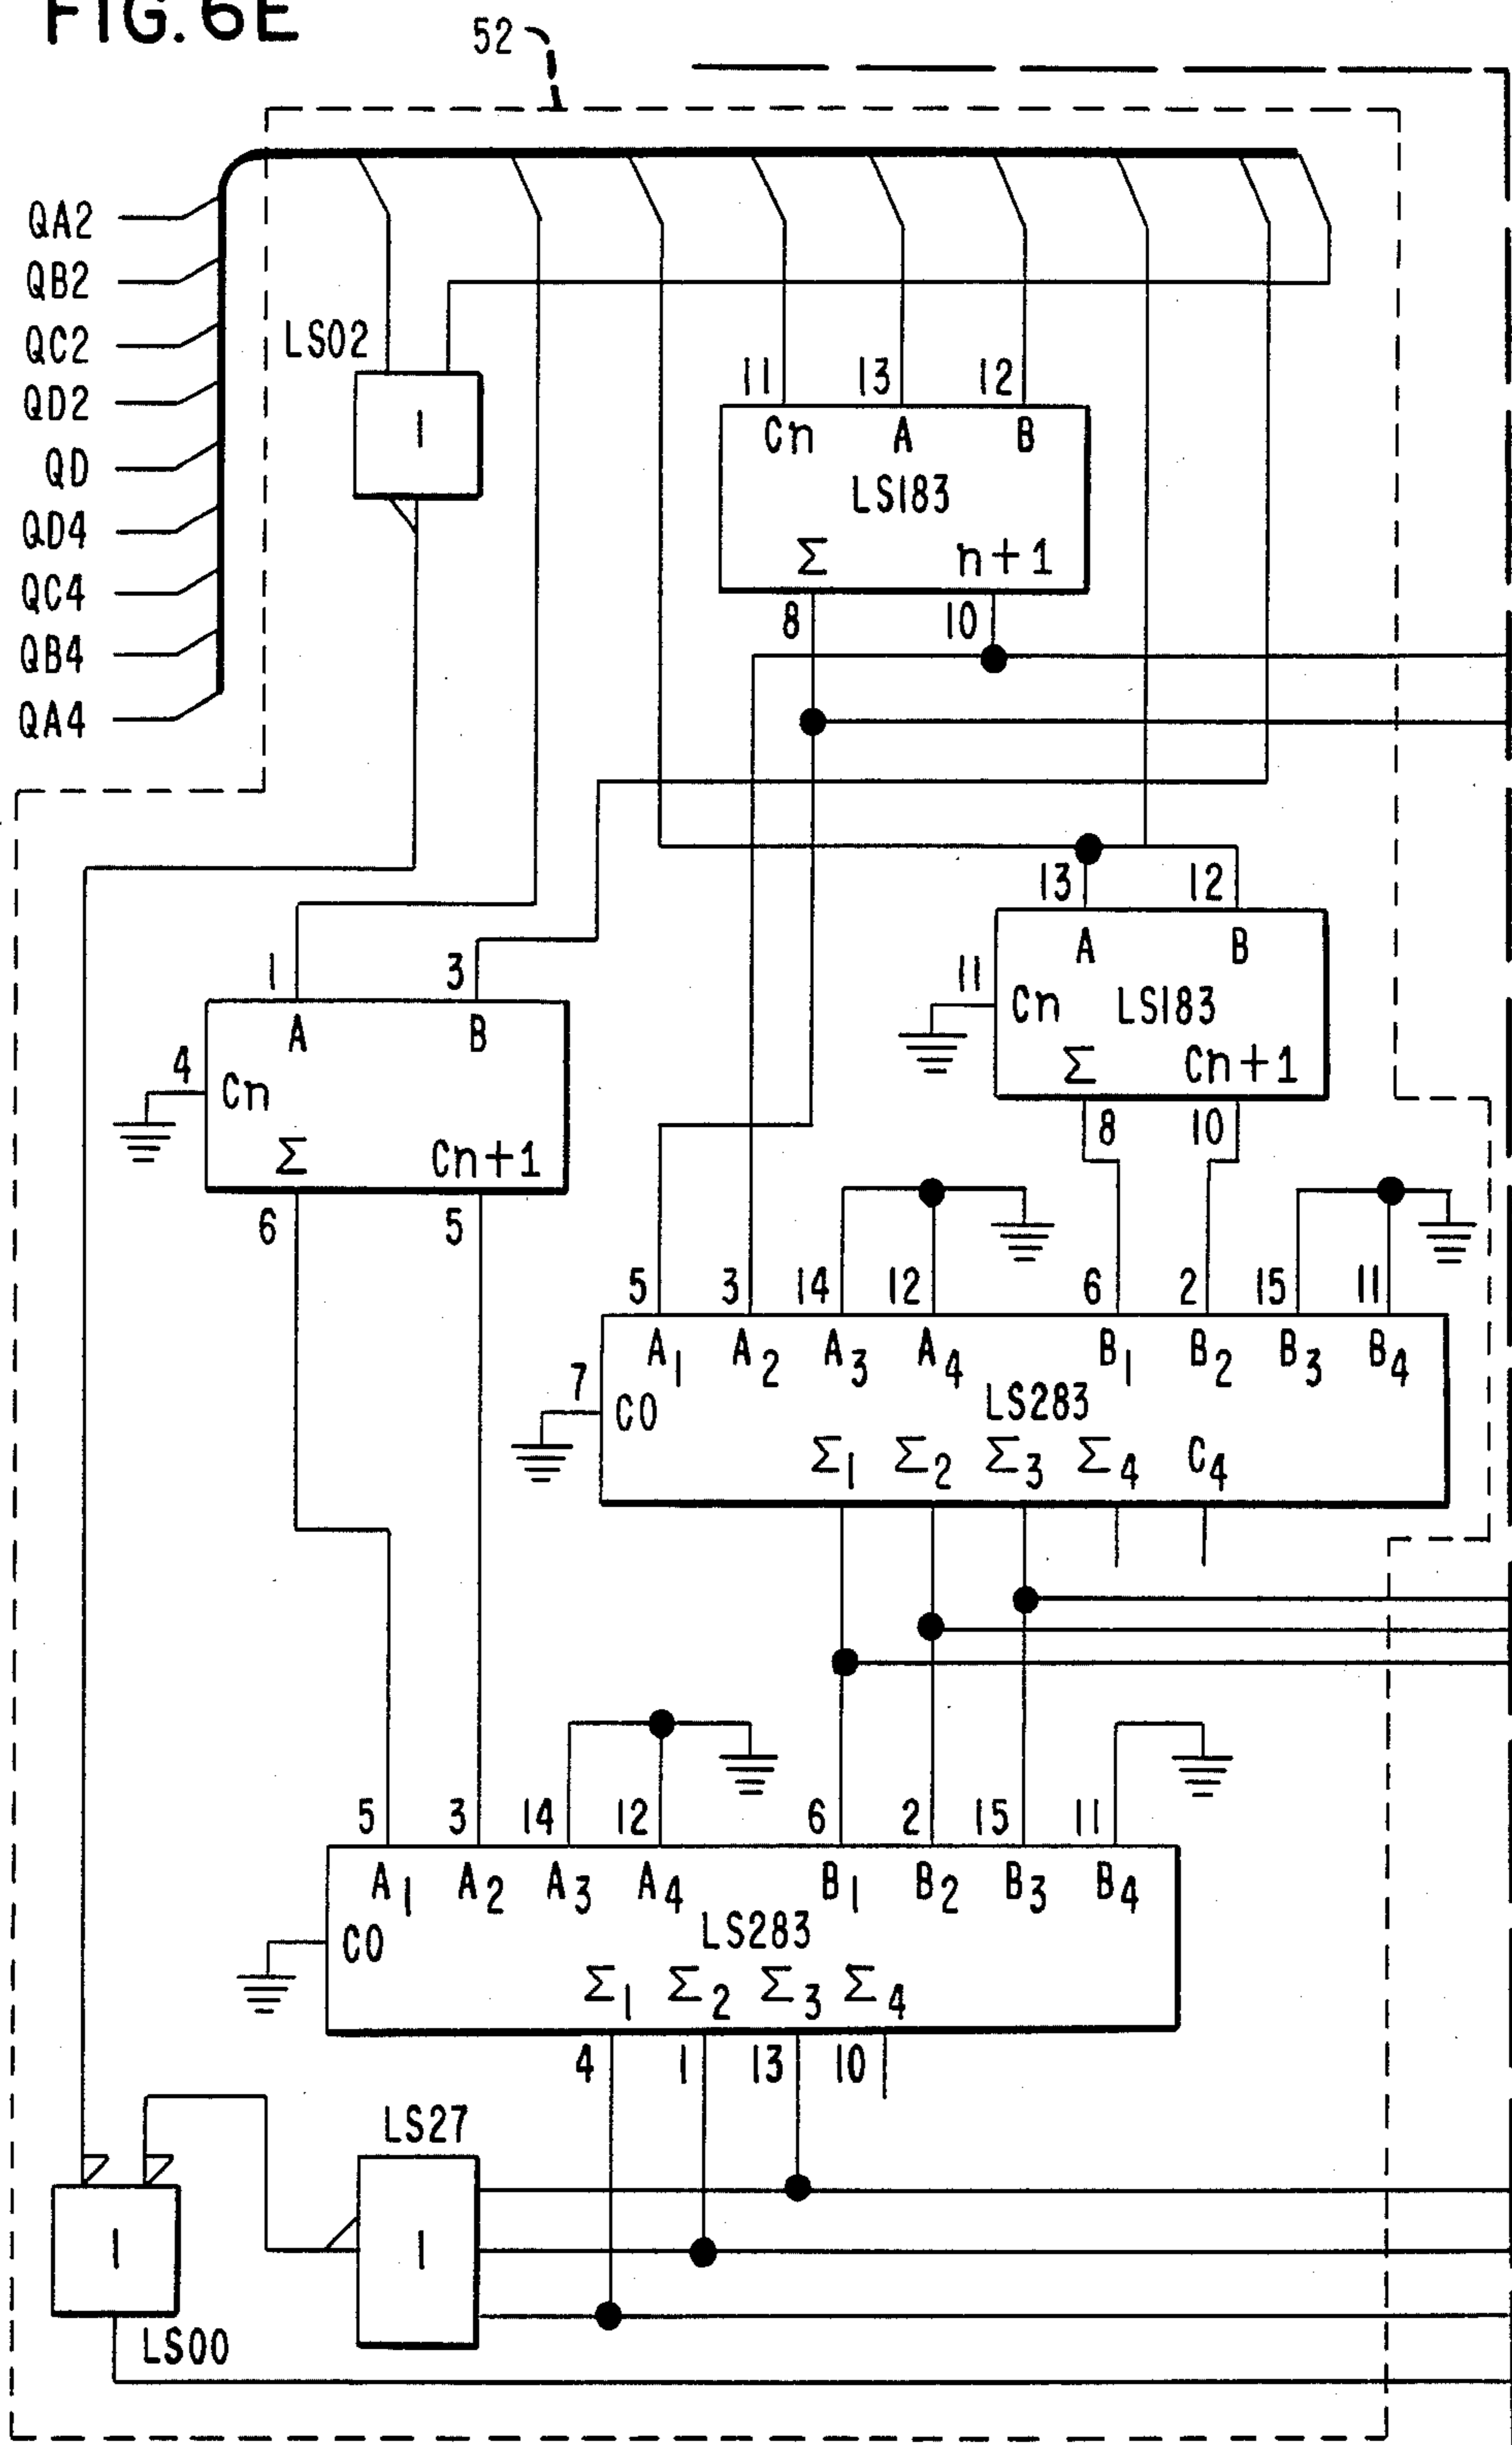 FIG. 6E
52
QA2
QB2
QC2
QD2
QD
QD4
QC4
QB4
QA4
LS02
1
11 13 12
Cn A B
LS183
Σ n+1
8 10
13 12
A B
11
Cn LS183
Σ Cn+1
8 10
1 3
A B
4
Cn
Σ Cn+1
6 5
5 3 14 12 6 2 15 11
A1 A2 A3 A4 B1 B2 B3 B4
7
C0 LS283
Σ1 Σ2 Σ3 Σ4 C4
5 3 14 12 6 2 15 11
A1 A2 A3 A4 B1 B2 B3 B4
LS283
C0
Σ1 Σ2 Σ3 Σ4
4 1 13 10
LS27
1
1
LS00